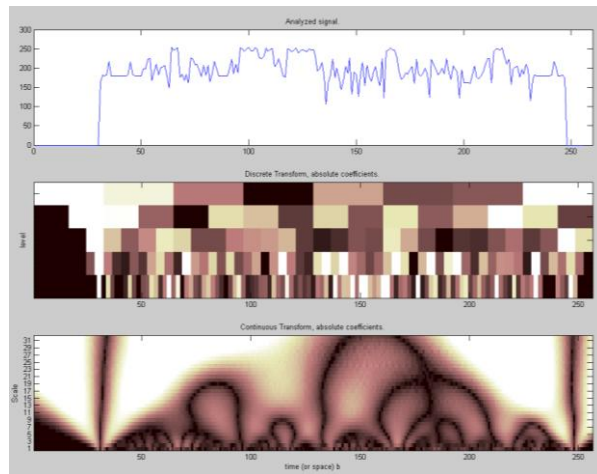 Analyzed signal.
300
250
200
150
100
50
0
0 50 100 150 200 250
Discrete Transform, absolute coefficients.
level
50 100 150 200 250
Continuous Transform, absolute coefficients.
Scale
31
29
27
25
23
21
19
17
15
13
11
9
7
5
3
1
50 100 150 200 250
time (or space) b